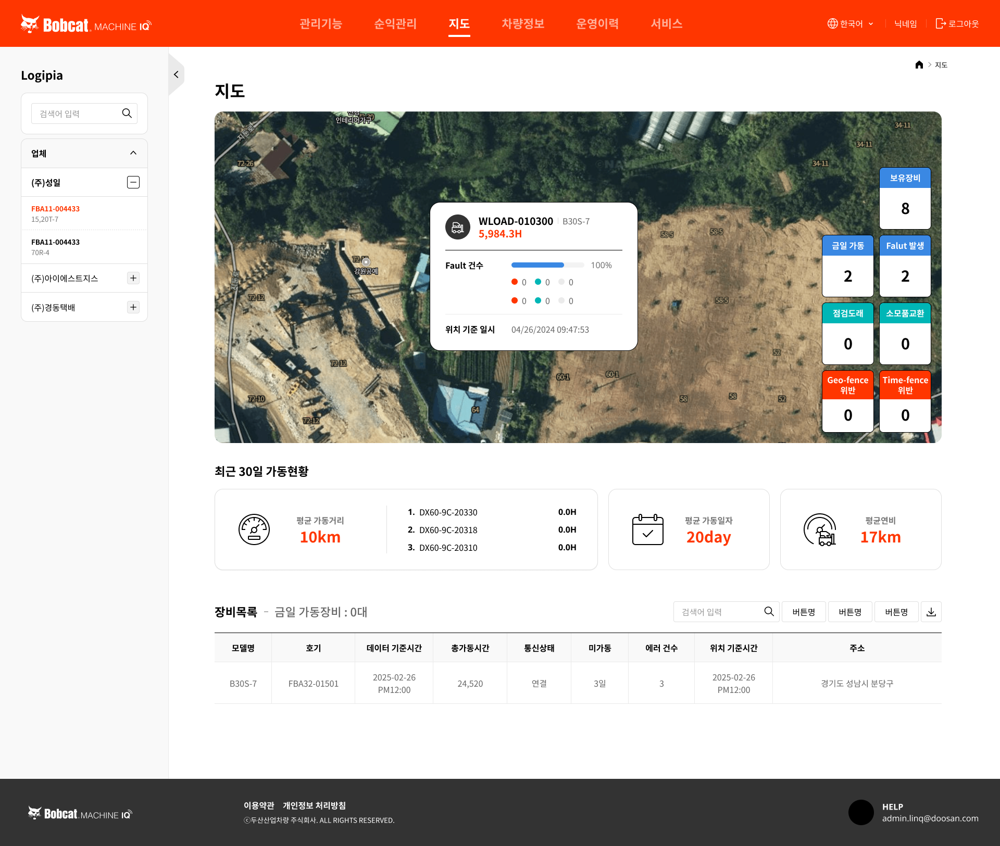 Bobcat MACHINE IQ
관리기능 순익관리 지도 차량정보 운영이력 서비스
한국어 닉네임 로그아웃
Logipia
검색어 입력
업체
(주)성일
FBA11-004433
15,20T-7
FBA11-004433
70R-4
(주)아이에스트지스
(주)경동택배
지도
지도
인테리어가구
지도로
34-11
34-11
34-11
72-26
58-5
58-5
58-5
강원공예
지도로
72-12
72-12
72-10
72-12
60-1
60-1
52
58
58
52
64
WLOAD-010300 B30S-7
5,984.3H
Fault 건수 100%
0 0 0
0 0 0
위치 기준 일시 04/26/2024 09:47:53
보유장비
8
금일 가동
2
Falut 발생
2
점검도래
0
소모품교환
0
Geo-fence
위반
0
Time-fence
위반
0
최근 30일 가동현황
평균 가동거리
10km
1. DX60-9C-20330 0.0H
2. DX60-9C-20318 0.0H
3. DX60-9C-20310 0.0H
평균 가동일자
20day
평균연비
17km
장비목록 - 금일 가동장비 : 0대
검색어 입력 버튼명 버튼명 버튼명
모델명 호기 데이터 기준시간 총가동시간 통신상태 미가동 에러 건수 위치 기준시간 주소
B30S-7 FBA32-01501 2025-02-26 PM12:00 24,520 연결 3일 3 2025-02-26 PM12:00 경기도 성남시 분당구
Bobcat MACHINE IQ
이용약관 개인정보 처리방침
ⓒ두산산업차량 주식회사. ALL RIGHTS RESERVED.
HELP
admin.linq@doosan.com